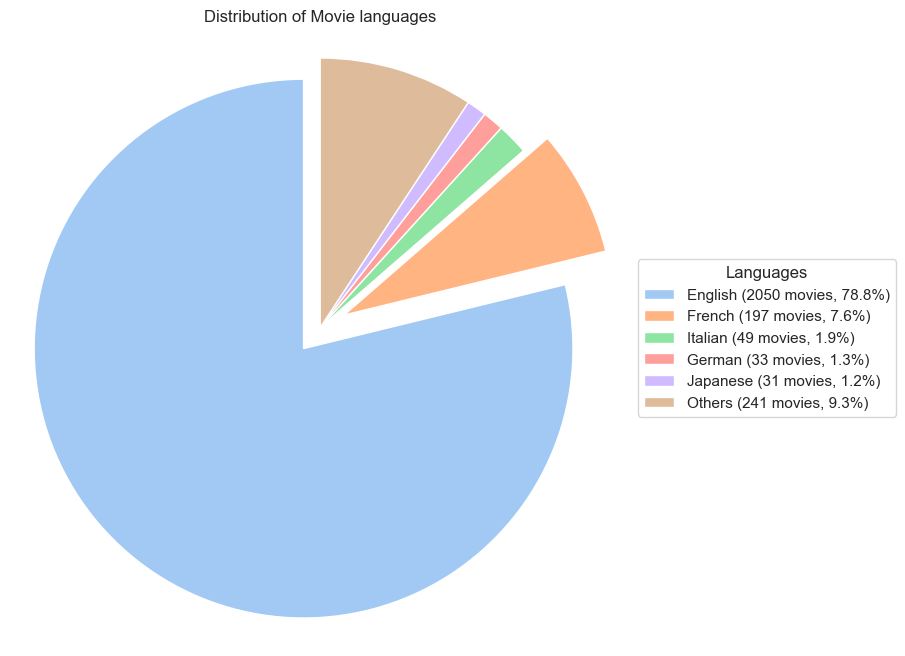 Distribution of Movie languages
Languages
English (2050 movies, 78.8%)
French (197 movies, 7.6%)
Italian (49 movies, 1.9%)
German (33 movies, 1.3%)
Japanese (31 movies, 1.2%)
Others (241 movies, 9.3%)